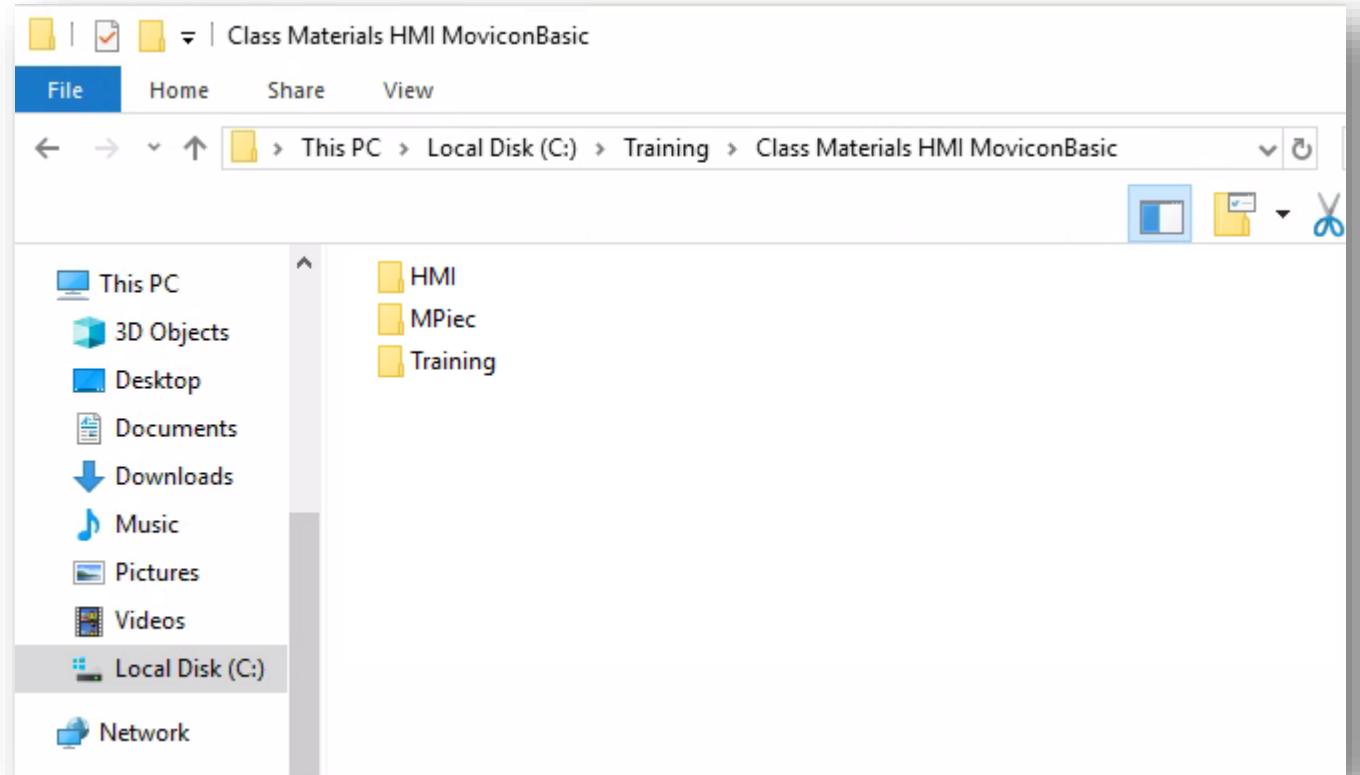 Class Materials HMI MoviconBasic
File Home Share View
This PC > Local Disk (C:) > Training > Class Materials HMI MoviconBasic
This PC
3D Objects
Desktop
Documents
Downloads
Music
Pictures
Videos
Local Disk (C:)
Network
HMI
MPiec
Training